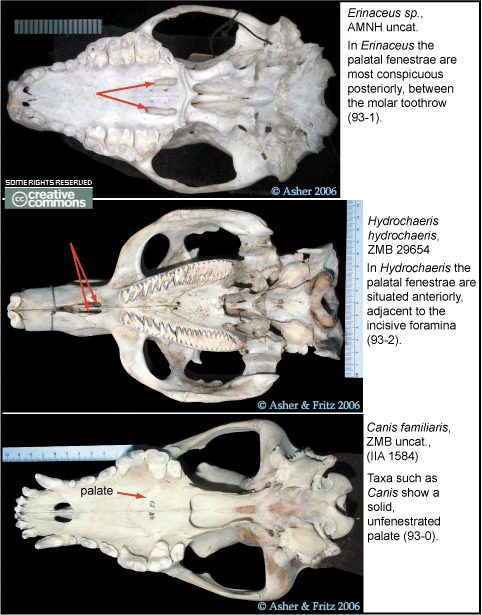 Erinaceus sp.,
AMNH uncat.
In Erinaceus the
palatal fenestrae are
most conspicuous
posteriorly, between
the molar toothrow
(93-1).
© Asher 2006
SOME RIGHTS RESERVED
cc creative
commons
Hydrochaeris
hydrochaeris,
ZMB 29654
In Hydrochaeris the
palatal fenestrae are
situated anteriorly,
adjacent to the
incisive foramina
(93-2).
© Asher & Fritz 2006
Canis familiaris,
ZMB uncat.,
(IIA 1584)
Taxa such as
Canis show a
solid,
unfenestrated
palate (93-0).
palate
© Asher & Fritz 2006